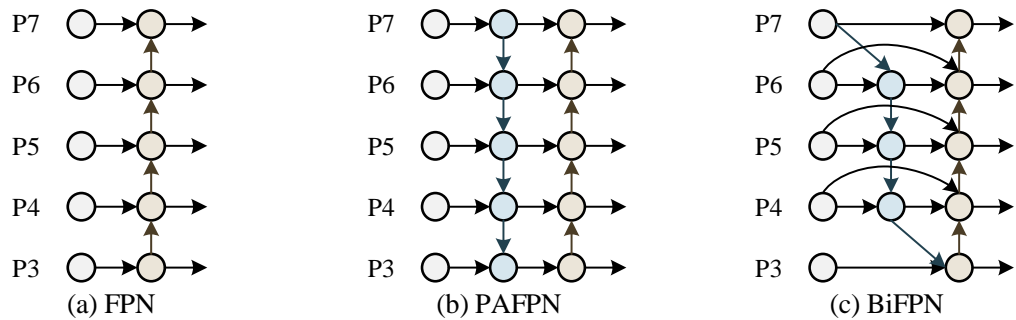 P7 P7 P7
P6 P6 P6
P5 P5 P5
P4 P4 P4
P3 P3 P3
(a) FPN (b) PAFPN (c) BiFPN